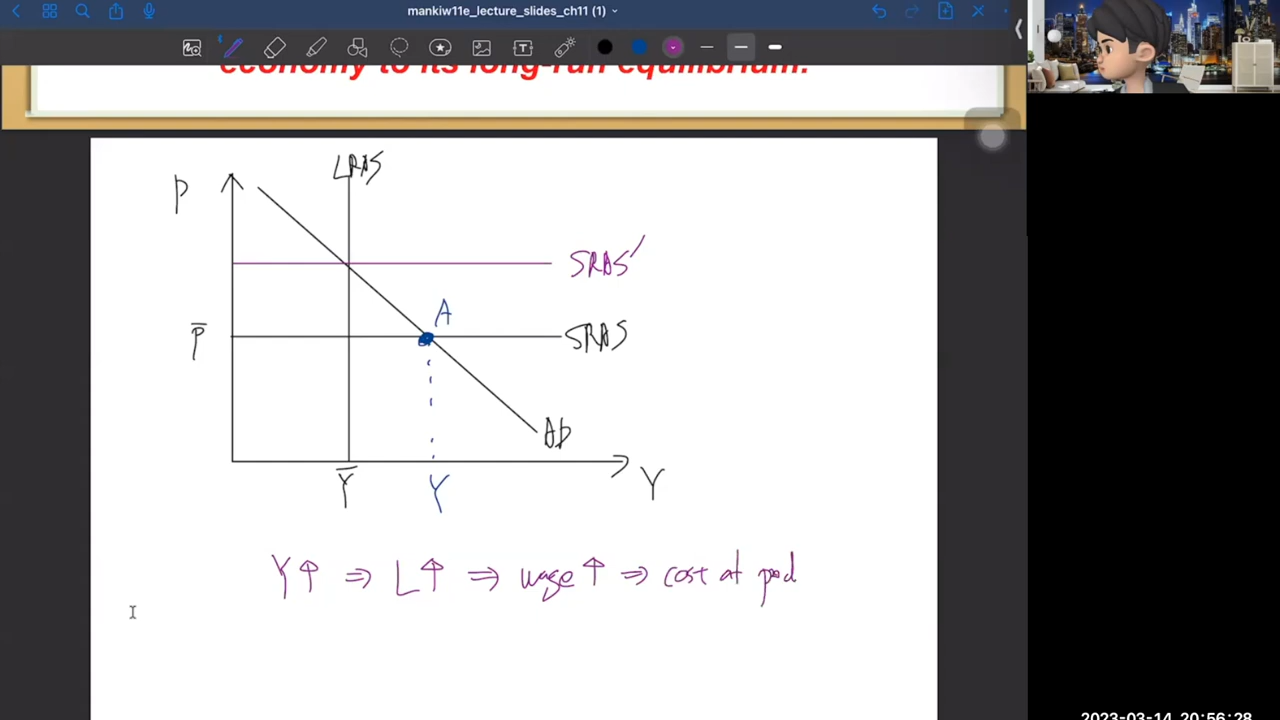 mankiw11e_lecture_slides_ch11 (1)
economy to its long-run equilibrium.
LRAS
P
SRAS'
A
P̅
SRAS
AD
Y̅
Y
Y
Y↑ ⇒ L↑ ⇒ wage↑ ⇒ cost at prod
2023-03-14 20:56:28